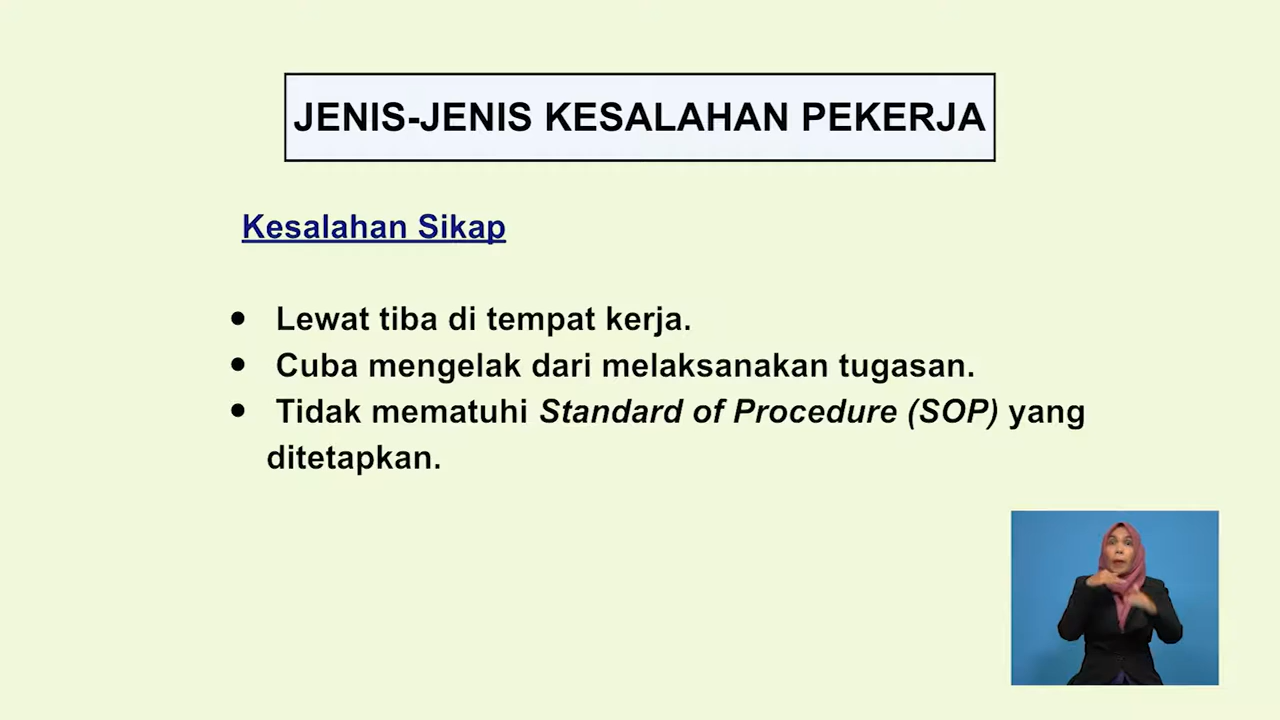 JENIS-JENIS KESALAHAN PEKERJA
Kesalahan Sikap
● Lewat tiba di tempat kerja.
● Cuba mengelak dari melaksanakan tugasan.
● Tidak mematuhi Standard of Procedure (SOP) yang
ditetapkan.